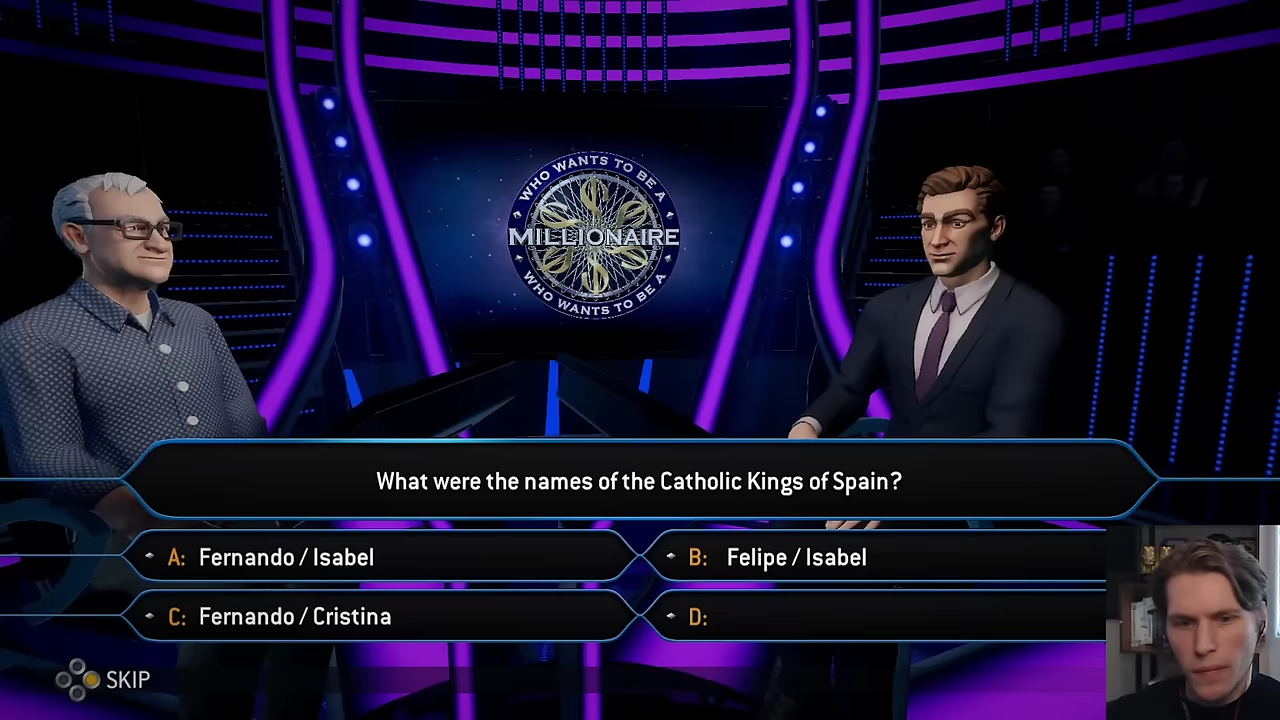 WHO WANTS TO BE A
MILLIONAIRE
WHO WANTS TO BE A
What were the names of the Catholic Kings of Spain?
A: Fernando / Isabel
B: Felipe / Isabel
C: Fernando / Cristina
D:
SKIP